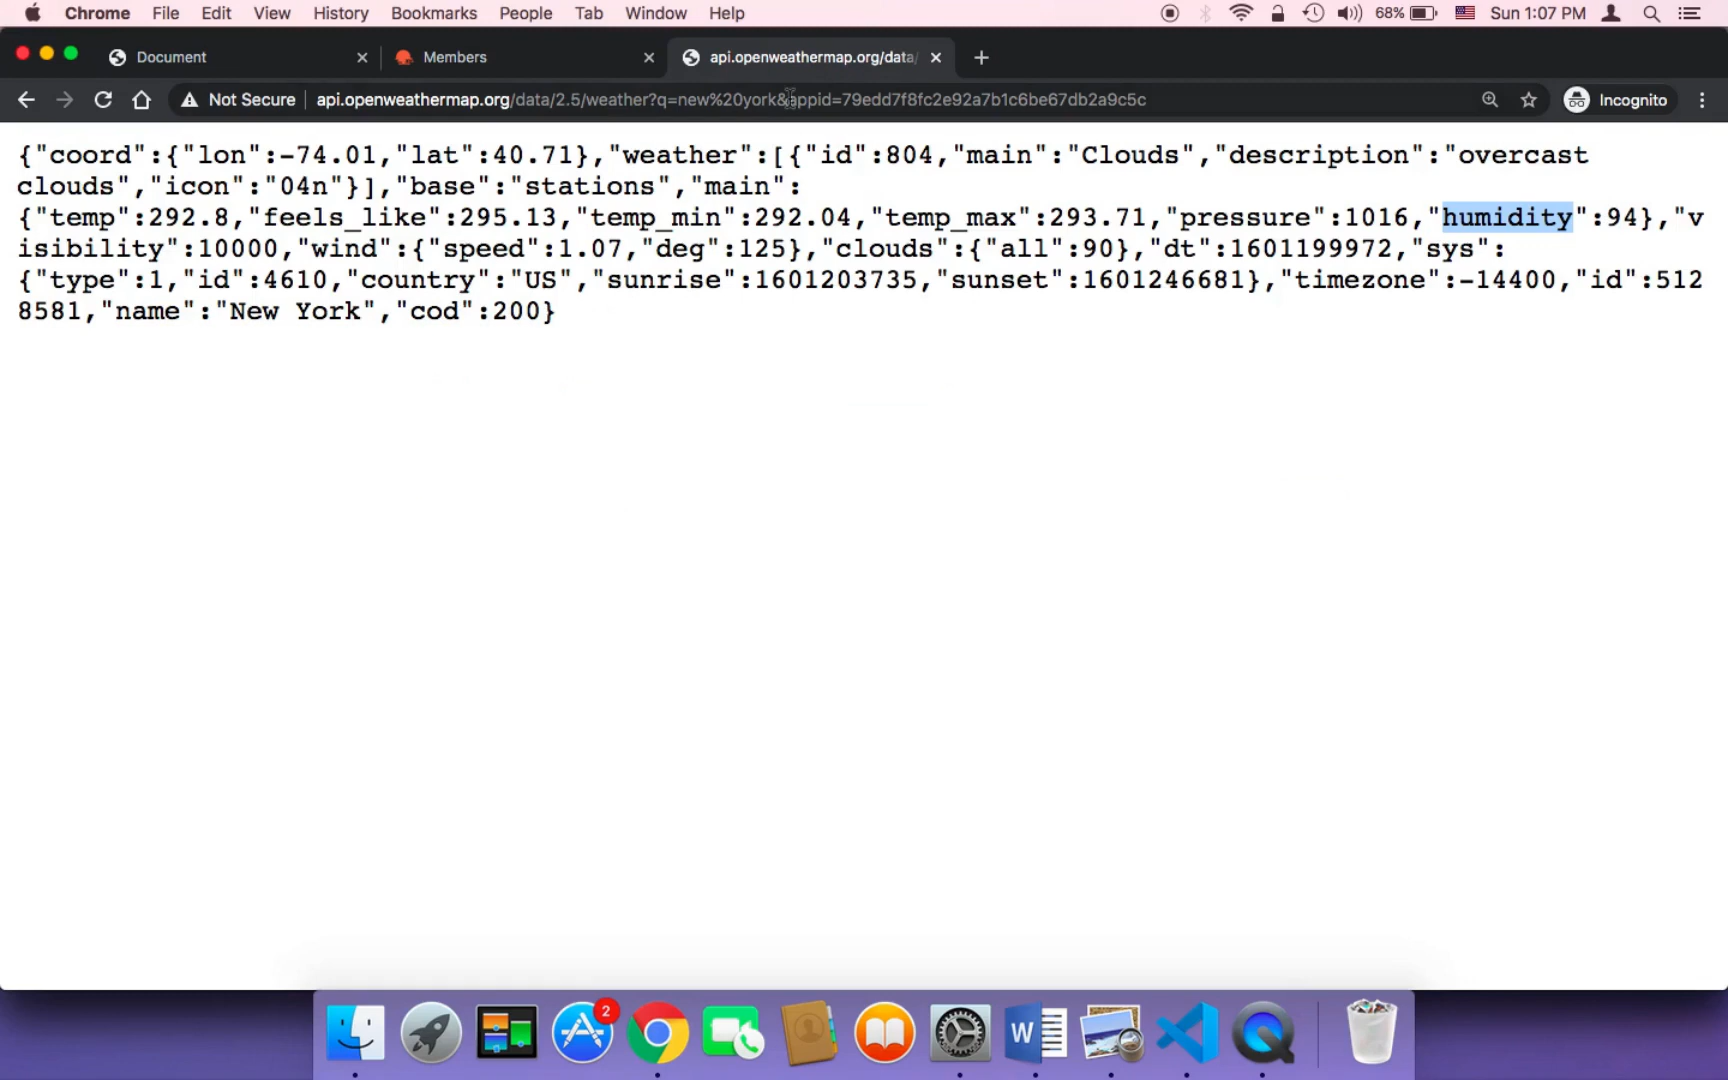 Chrome File Edit View History Bookmarks People Tab Window Help 68% Sun 1:07 PM
Document Members api.openweathermap.org/data/
Not Secure api.openweathermap.org/data/2.5/weather?q=new%20york&appid=79edd7f8fc2e92a7b1c6be67db2a9c5c Incognito
{"coord":{"lon":-74.01,"lat":40.71},"weather":[{"id":804,"main":"Clouds","description":"overcast
clouds","icon":"04n"}],"base":"stations","main":
{"temp":292.8,"feels_like":295.13,"temp_min":292.04,"temp_max":293.71,"pressure":1016,"humidity":94},"v
isibility":10000,"wind":{"speed":1.07,"deg":125},"clouds":{"all":90},"dt":1601199972,"sys":
{"type":1,"id":4610,"country":"US","sunrise":1601203735,"sunset":1601246681},"timezone":-14400,"id":512
8581,"name":"New York","cod":200}
2
W